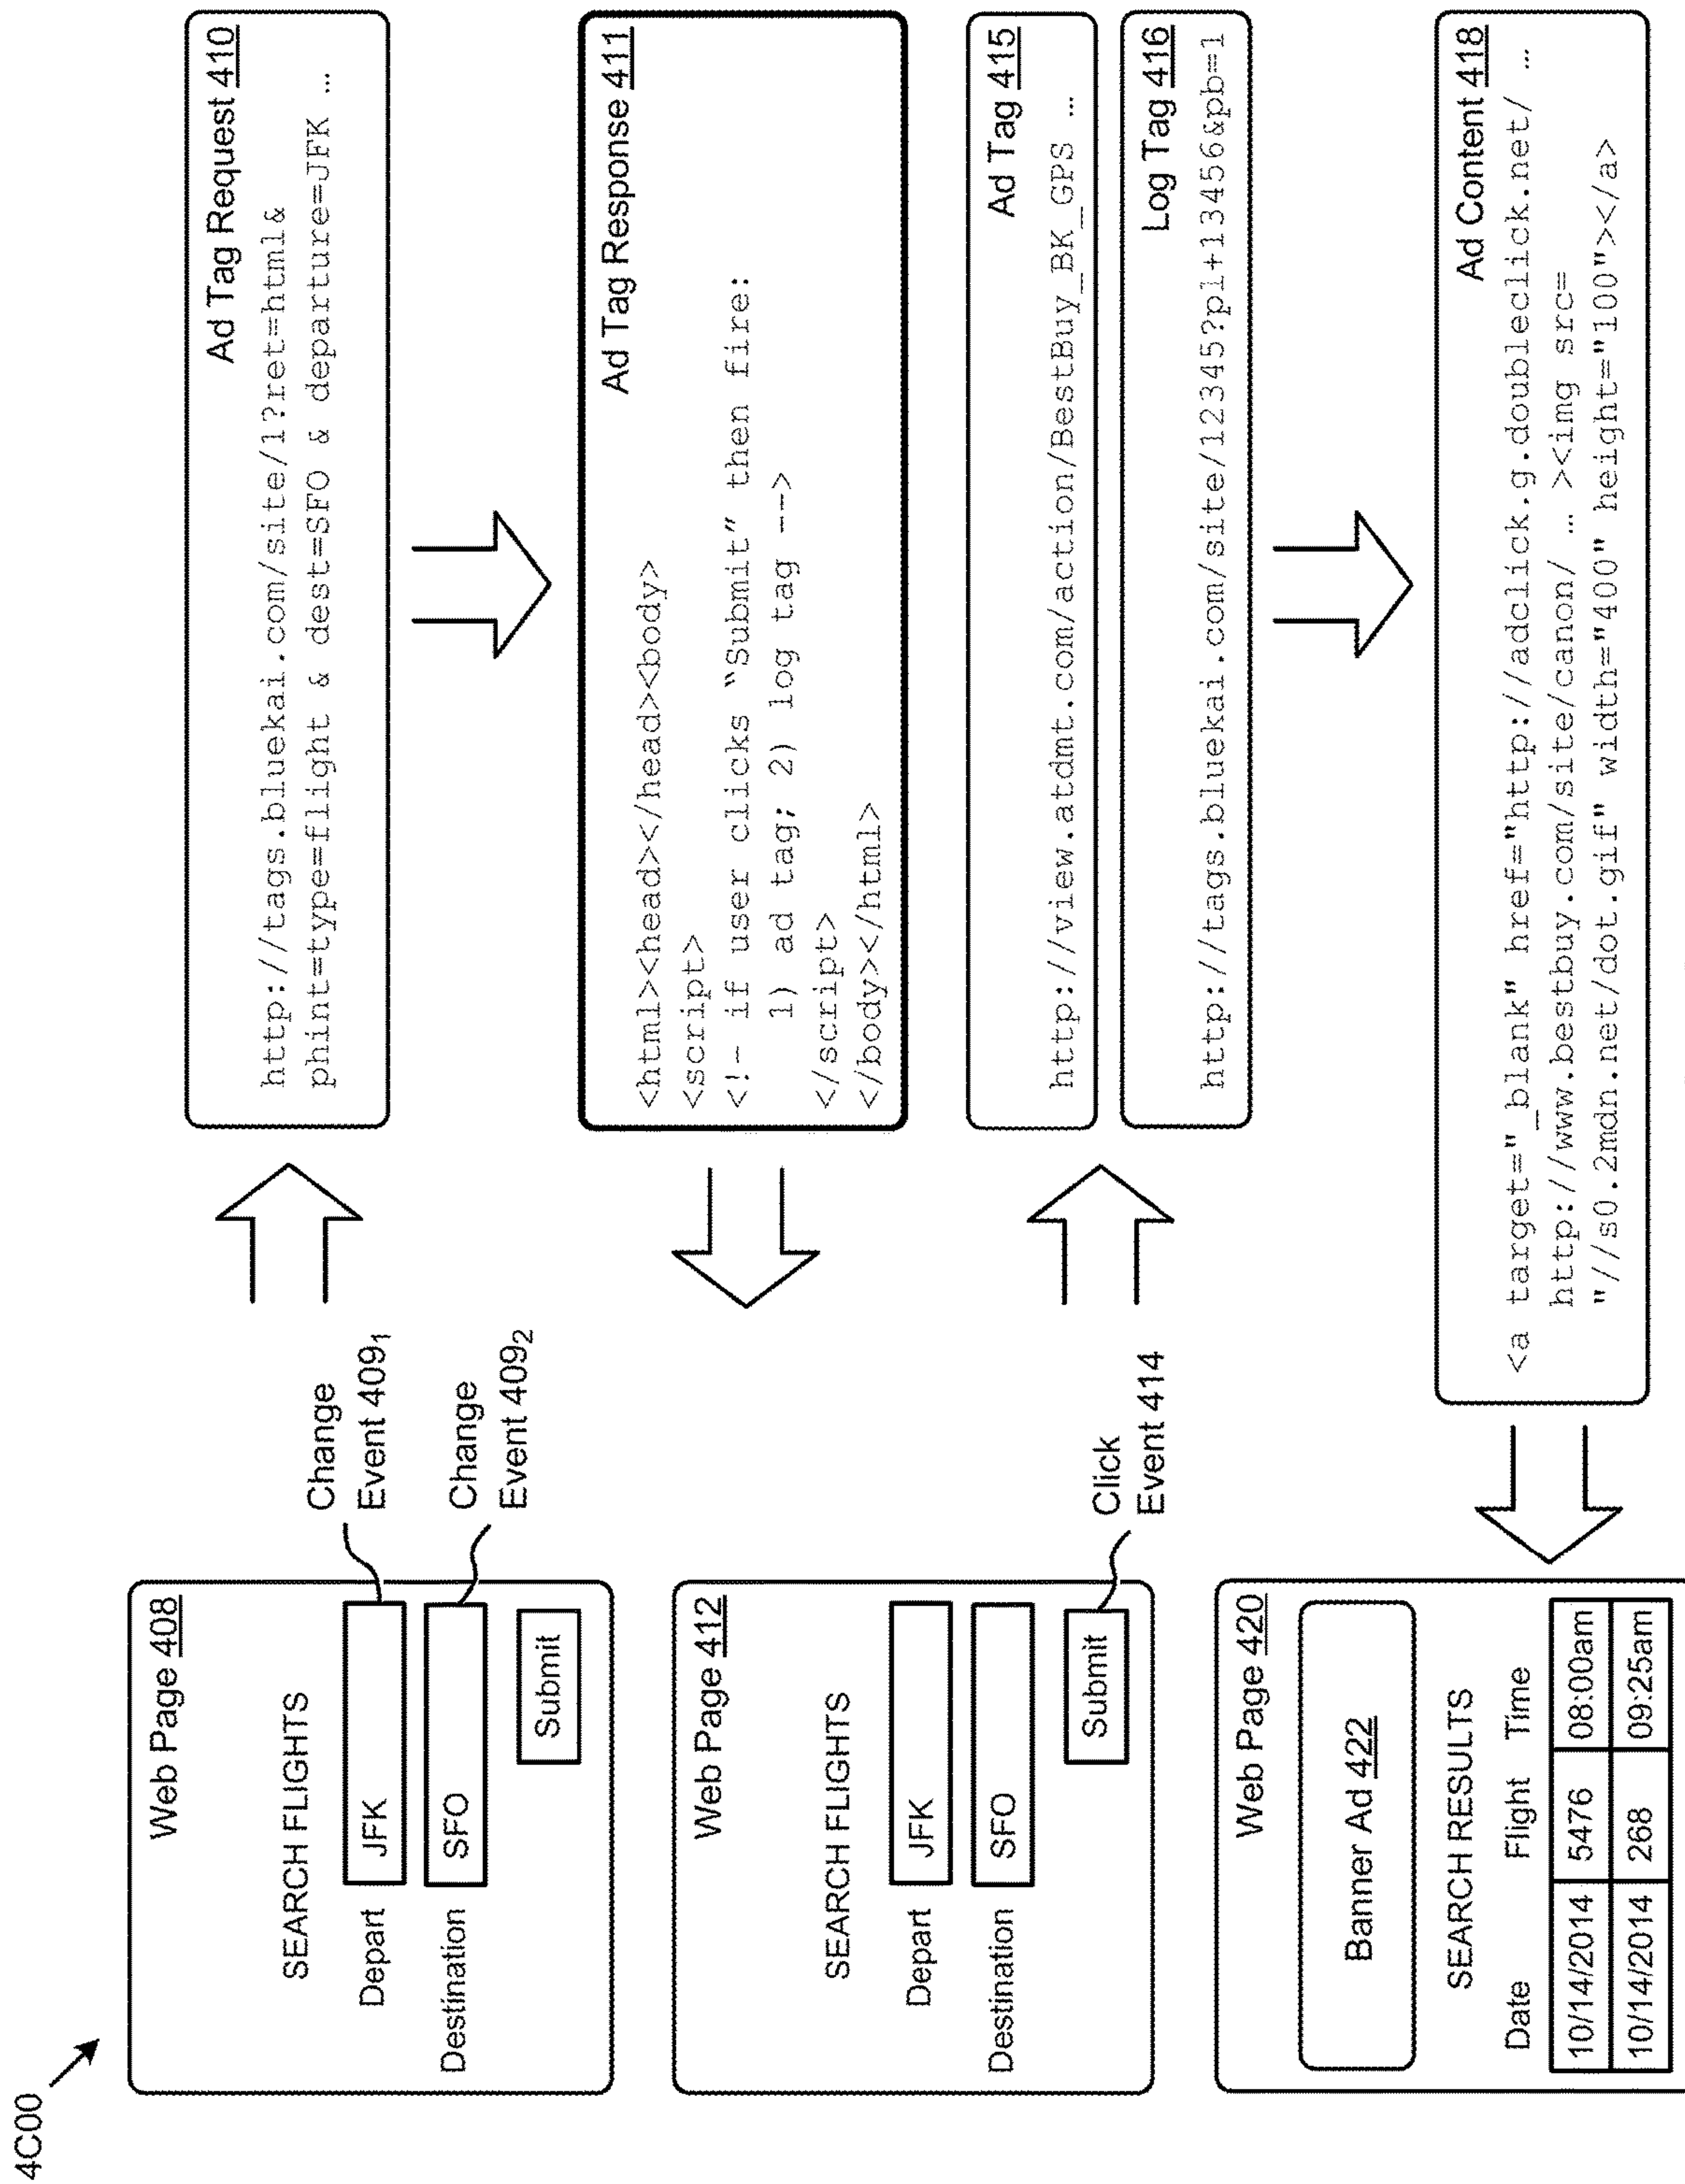 4C00
Web Page 408
SEARCH FLIGHTS
Depart JFK
Destination SFO
Submit
Change
Event 409₁
Change
Event 409₂
Ad Tag Request 410
http://tags.bluekai.com/site/1?ret=html&
phint=type=flight & dest=SFO & departure=JFK ...
Ad Tag Response 411
<html><head></head><body>
<script>
<!- if user clicks “Submit” then fire:
1) ad tag; 2) log tag -->
</script>
</body></html>
Web Page 412
SEARCH FLIGHTS
Depart JFK
Destination SFO
Submit
Click
Event 414
Ad Tag 415
http://view.atdmt.com/action/BestBuy_BK_GPS ...
Log Tag 416
http://tags.bluekai.com/site/12345?pl+13456&pb=1
Ad Content 418
<a target="_blank" href="http://adclick.g.doubleclick.net/ ...
http://www.bestbuy.com/site/canon/ ... ><img src=
"//s0.2mdn.net/dot.gif" width="400" height="100"></a>
Web Page 420
Banner Ad 422
SEARCH RESULTS
Date Flight Time
10/14/2014 5476 08:00am
10/14/2014 268 09:25am